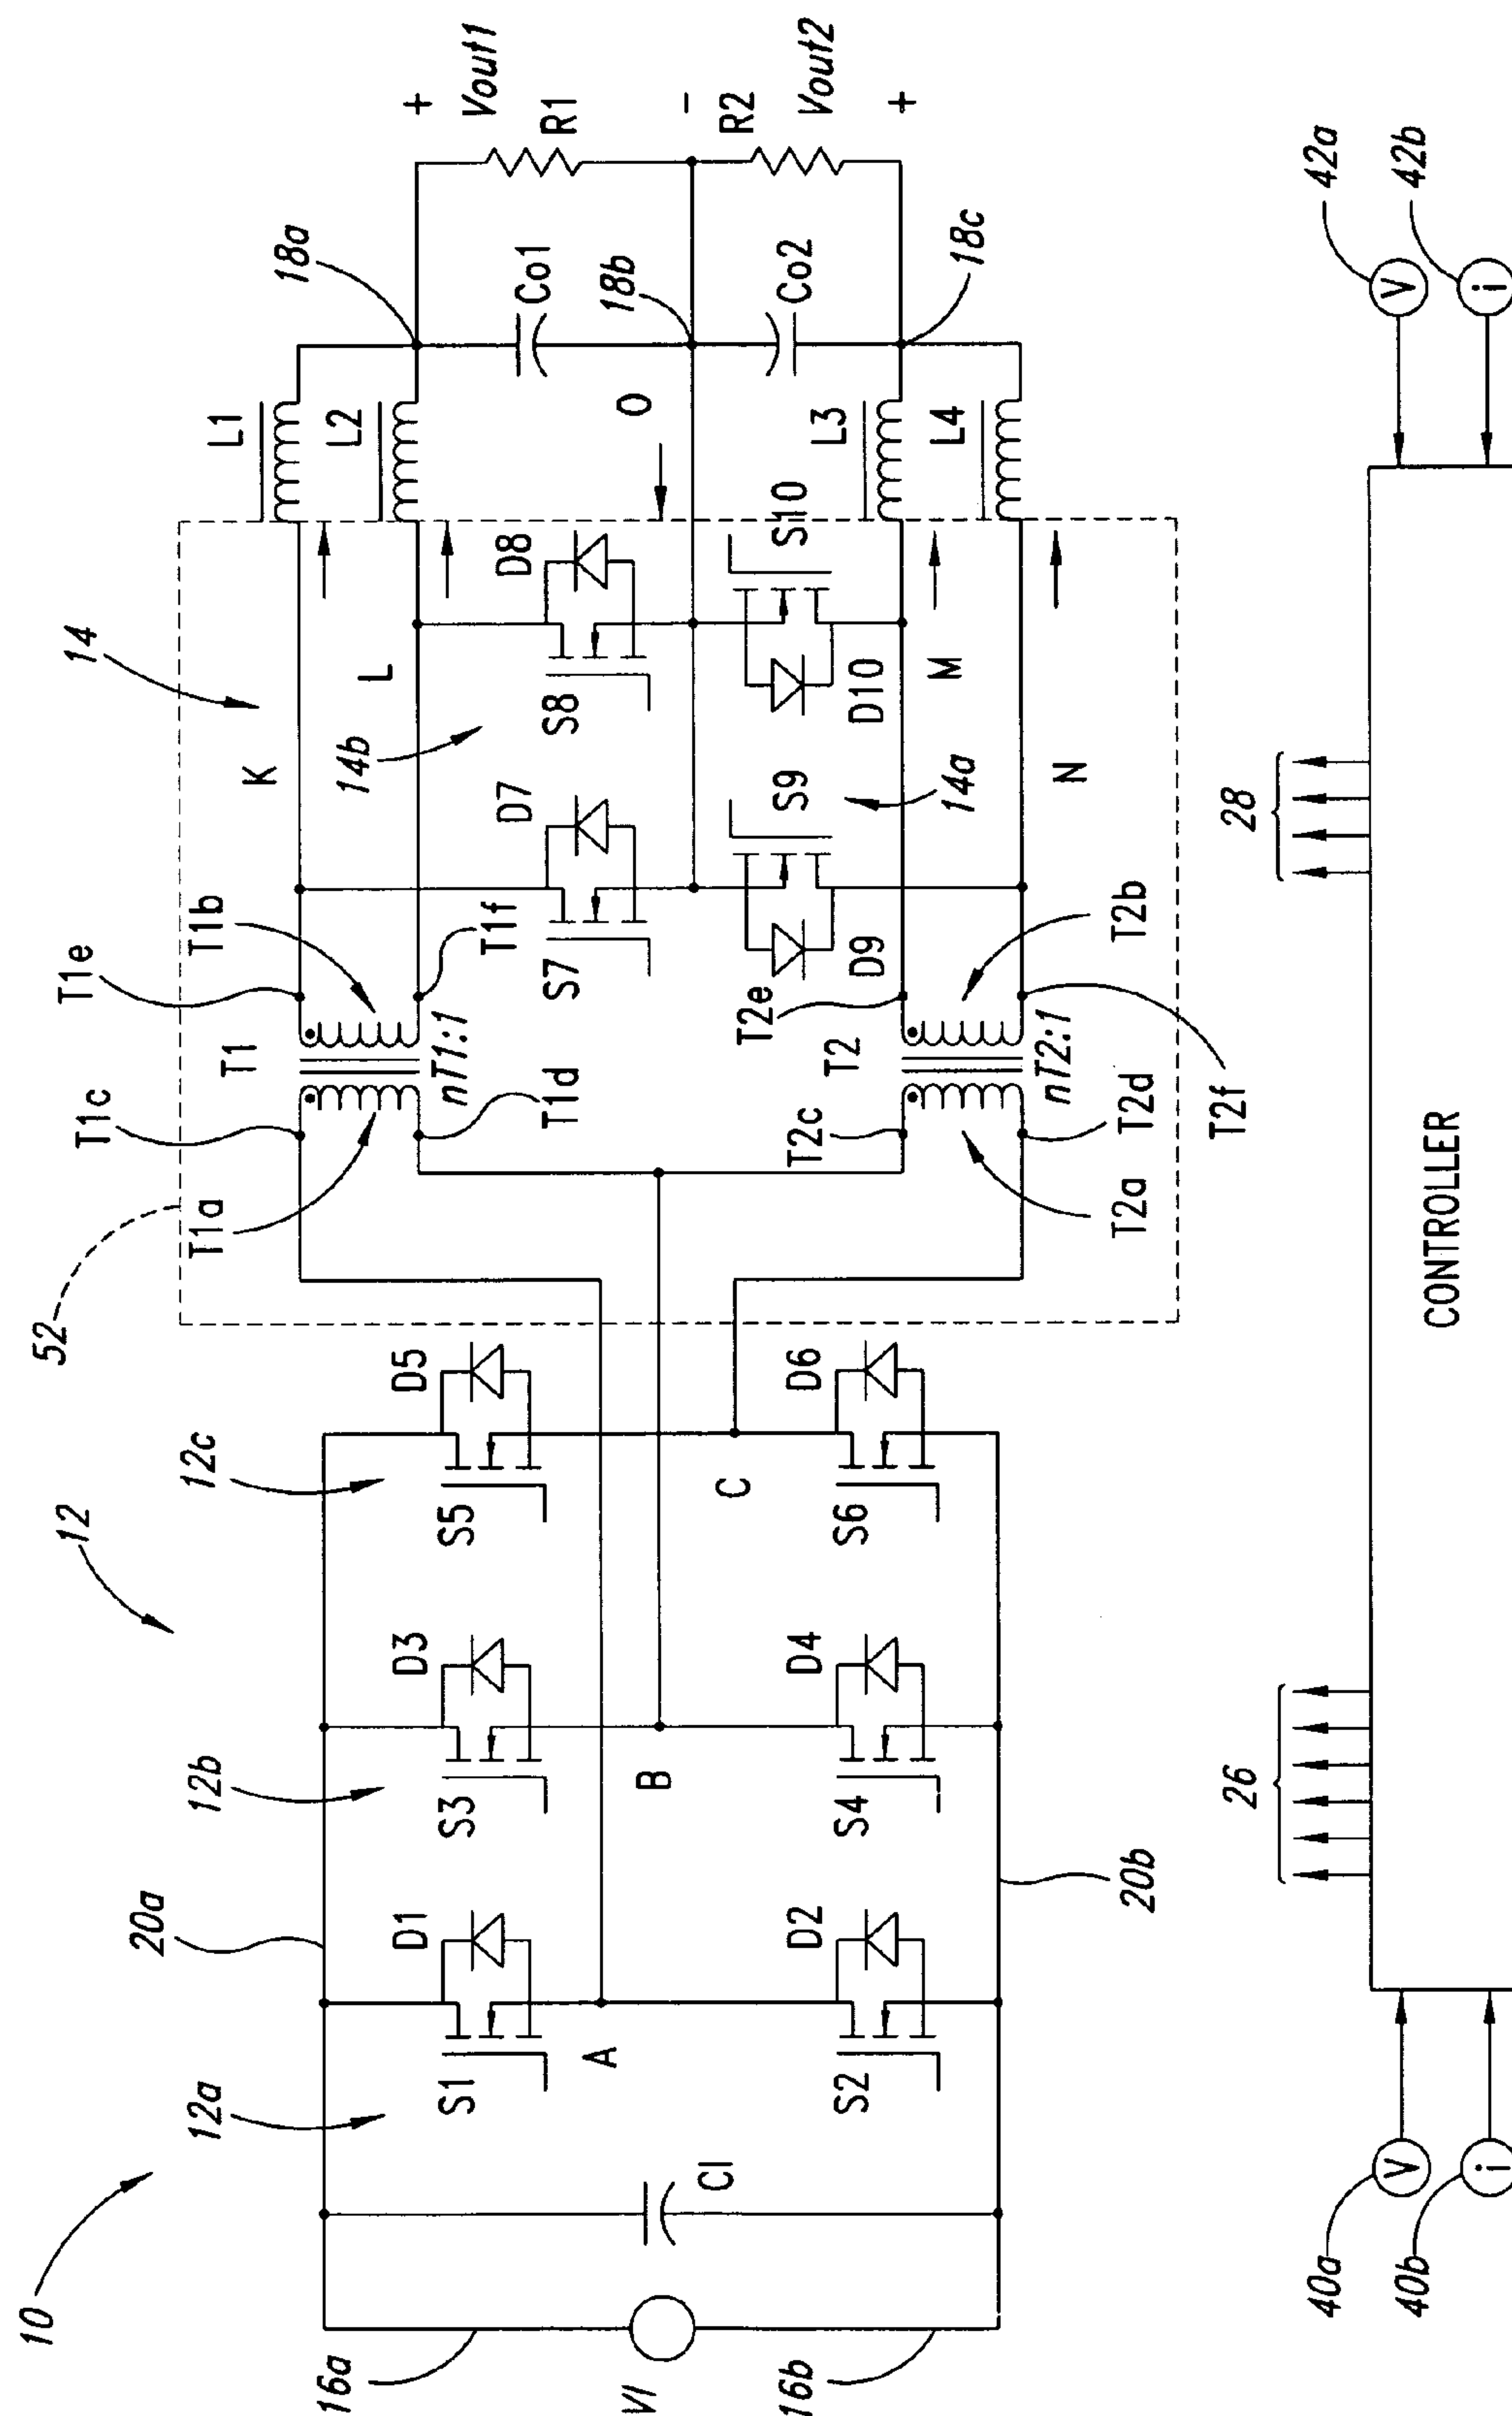 10
12
12a
12b
12c
20a
20b
16a
16b
VI
CI
S1
D1
S2
D2
A
S3
D3
S4
D4
B
S5
D5
S6
D6
C
52
14
14a
14b
T1
T1a
T1b
T1c
T1d
T1e
T1f
nT1:1
T2
T2a
T2b
T2c
T2d
T2e
T2f
nT2:1
K
L
M
N
O
S7
D7
S8
D8
S9
D9
S10
D10
L1
L2
L3
L4
18a
18b
18c
Co1
Co2
R1
R2
+
Vout1
-
Vout2
+
26
28
40a
V
40b
i
42a
V
42b
i
CONTROLLER